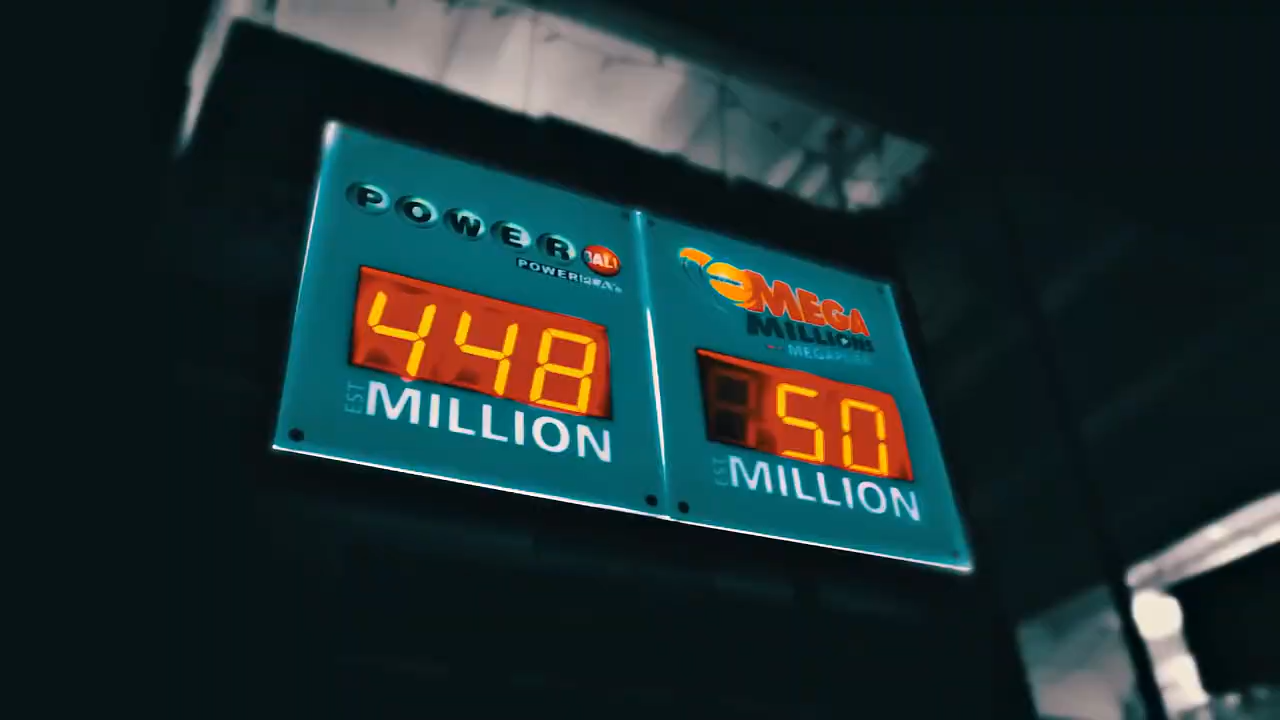 POWERBALL
POWERPLAY
448
EST
MILLION
MEGA
MILLIONS
MEGAPLIER
50
EST
MILLION